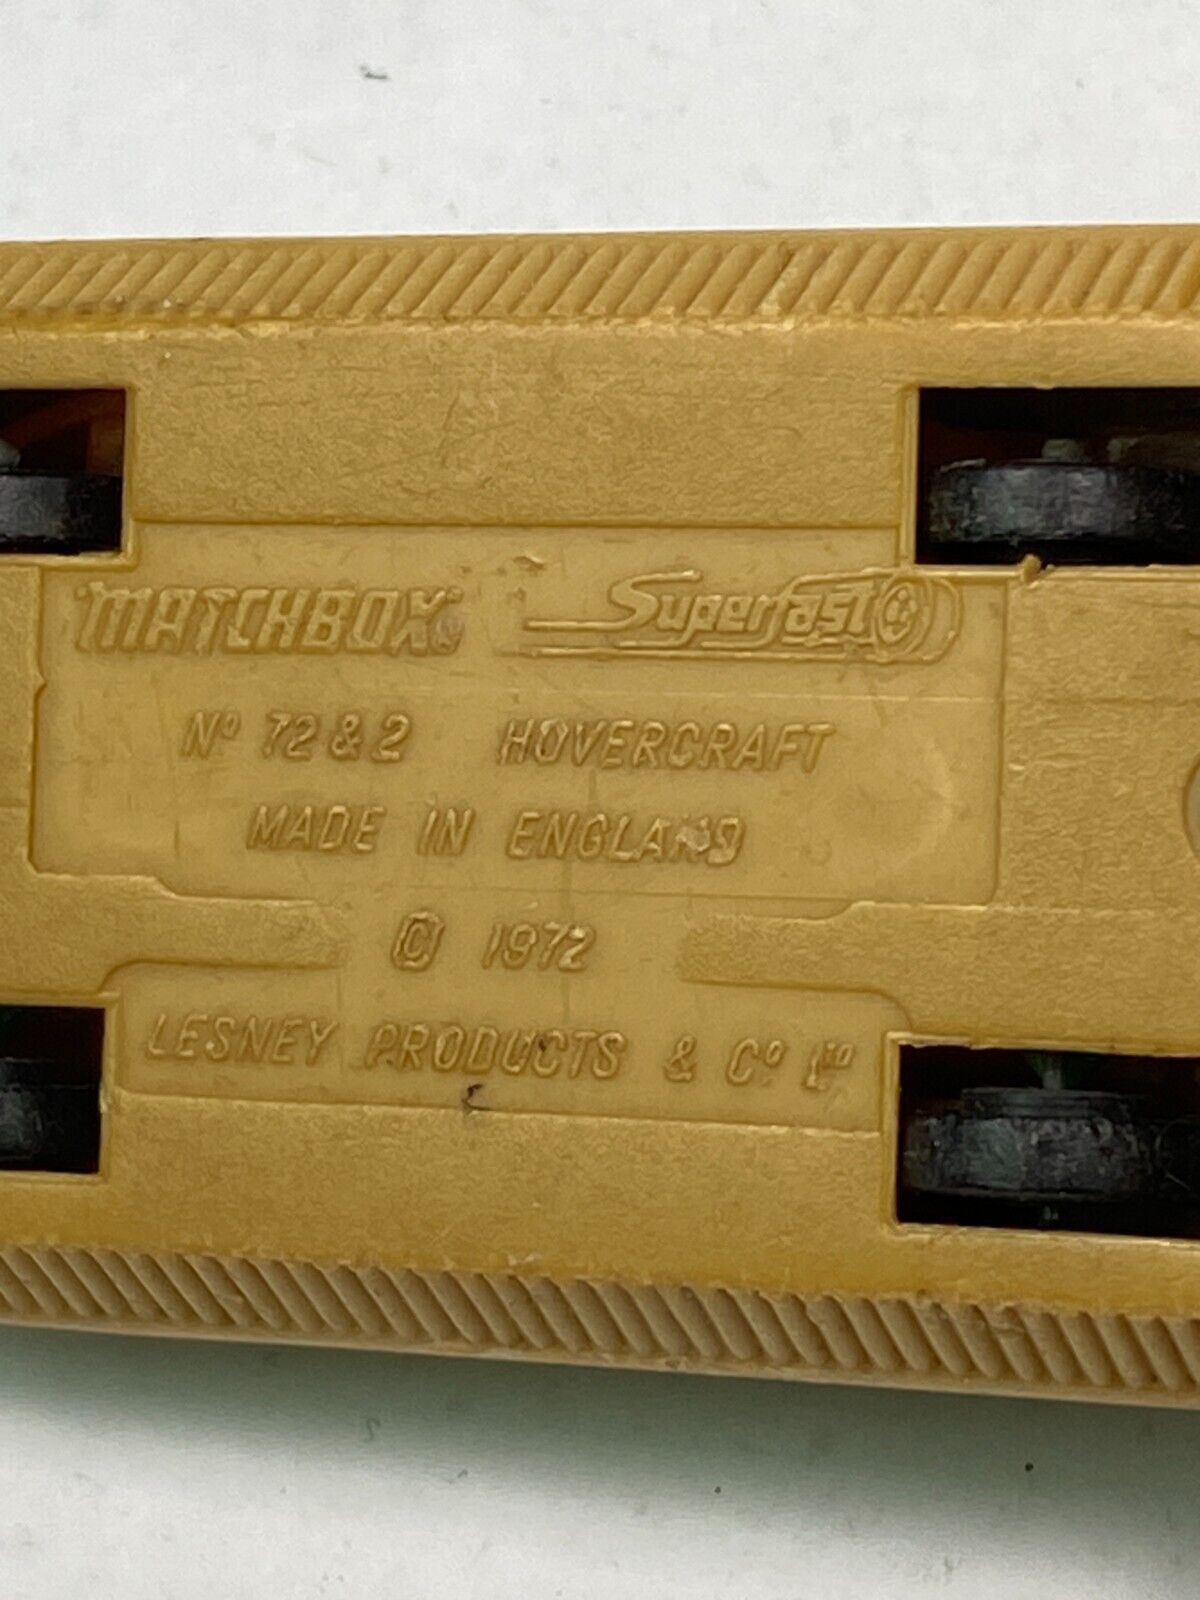 "MATCHBOX" Superfast
Nº 72 & 2 HOVERCRAFT
MADE IN ENGLAND
© 1972
LESNEY PRODUCTS & Cº Lᵀᴰ